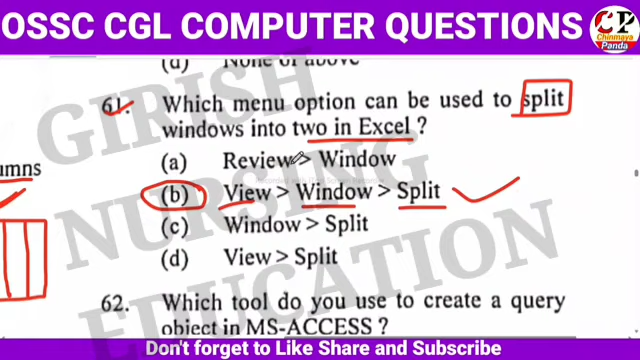 OSSC CGL COMPUTER QUESTIONS
CP
Chinmaya
Panda
(d) None of above
61. Which menu option can be used to split
windows into two in Excel ?
umns
(a) Review > Window
(b) View > Window > Split
(c) Window > Split
(d) View > Split
62. Which tool do you use to create a query
object in MS-ACCESS ?
GIRISH
NURSING
EDUCATION
Don't forget to Like Share and Subscribe